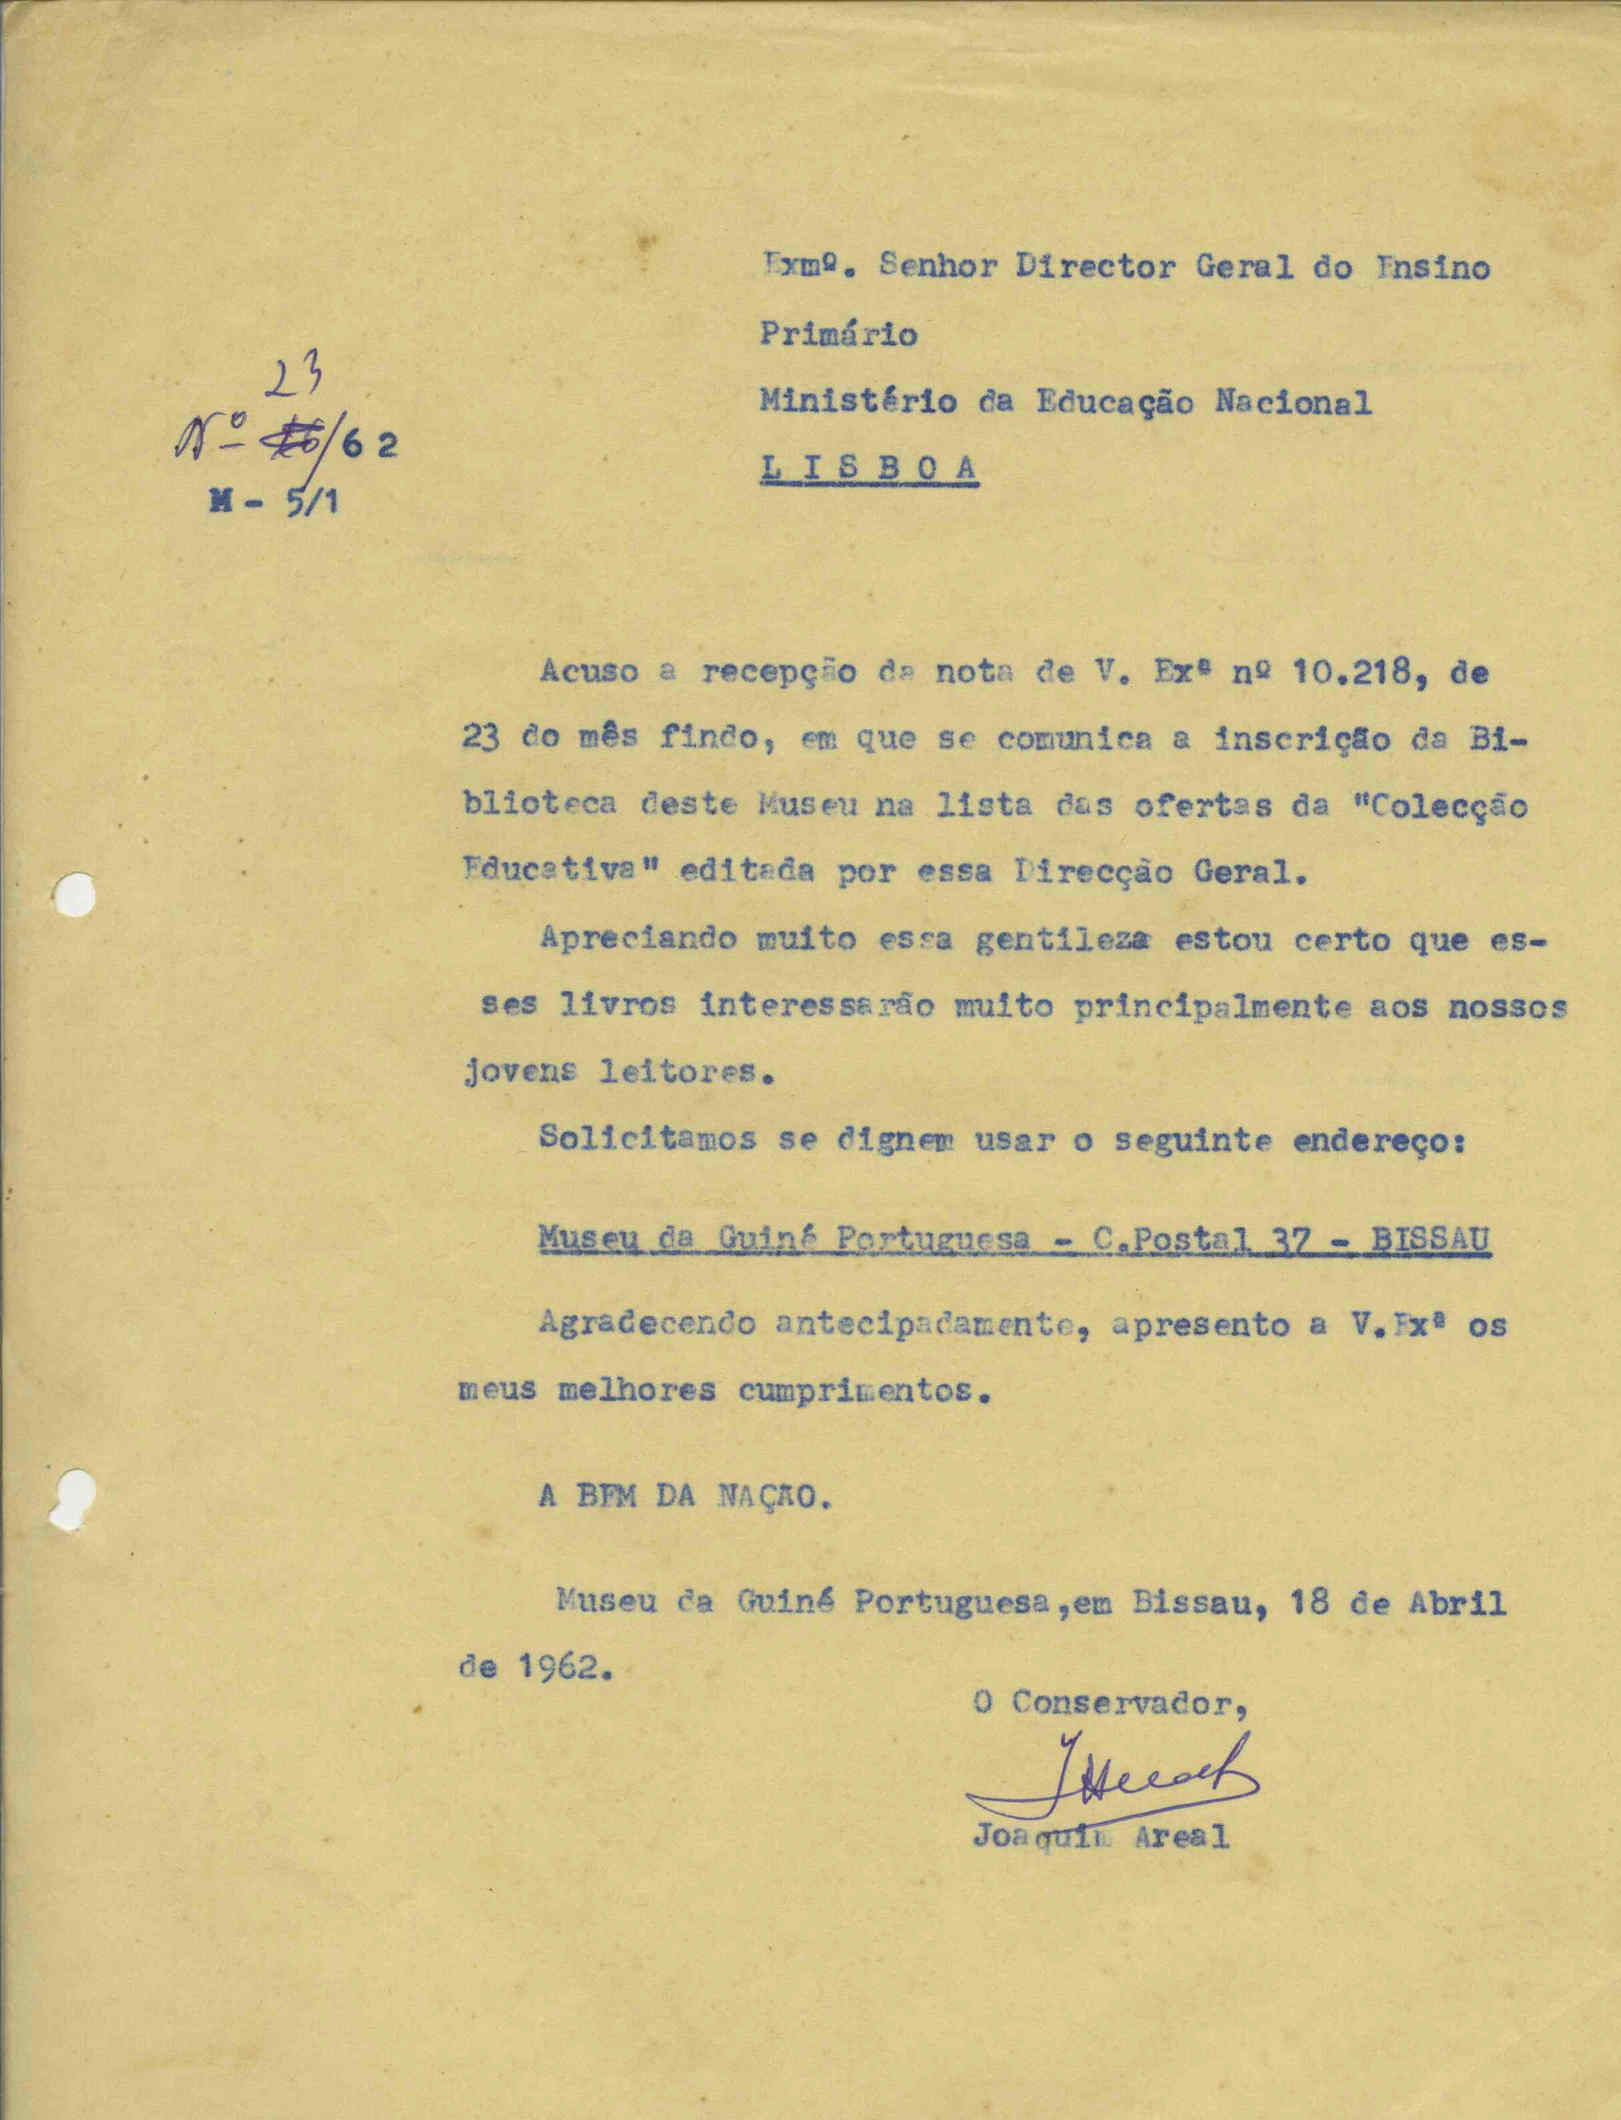 Exmº. Senhor Director Geral do Ensino
Primário
Ministério da Educação Nacional
L I S B O A
23
Nº /62
M - 5/1
Acuso a recepção da nota de V. Exª nº 10.218, de
23 do mês findo, em que se comunica a inscrição da Bi-
blioteca deste Museu na lista das ofertas da "Colecção
Educativa" editada por essa Direcção Geral.
Apreciando muito essa gentileza estou certo que es-
ses livros interessarão muito principalmente aos nossos
jovens leitores.
Solicitamos se dignem usar o seguinte endereço:
Museu da Guiné Portuguesa - C.Postal 37 - BISSAU
Agradecendo antecipadamente, apresento a V.Exª os
meus melhores cumprimentos.
A BEM DA NAÇÃO.
Museu da Guiné Portuguesa,em Bissau, 18 de Abril
de 1962.
O Conservador,
Joaquim Areal